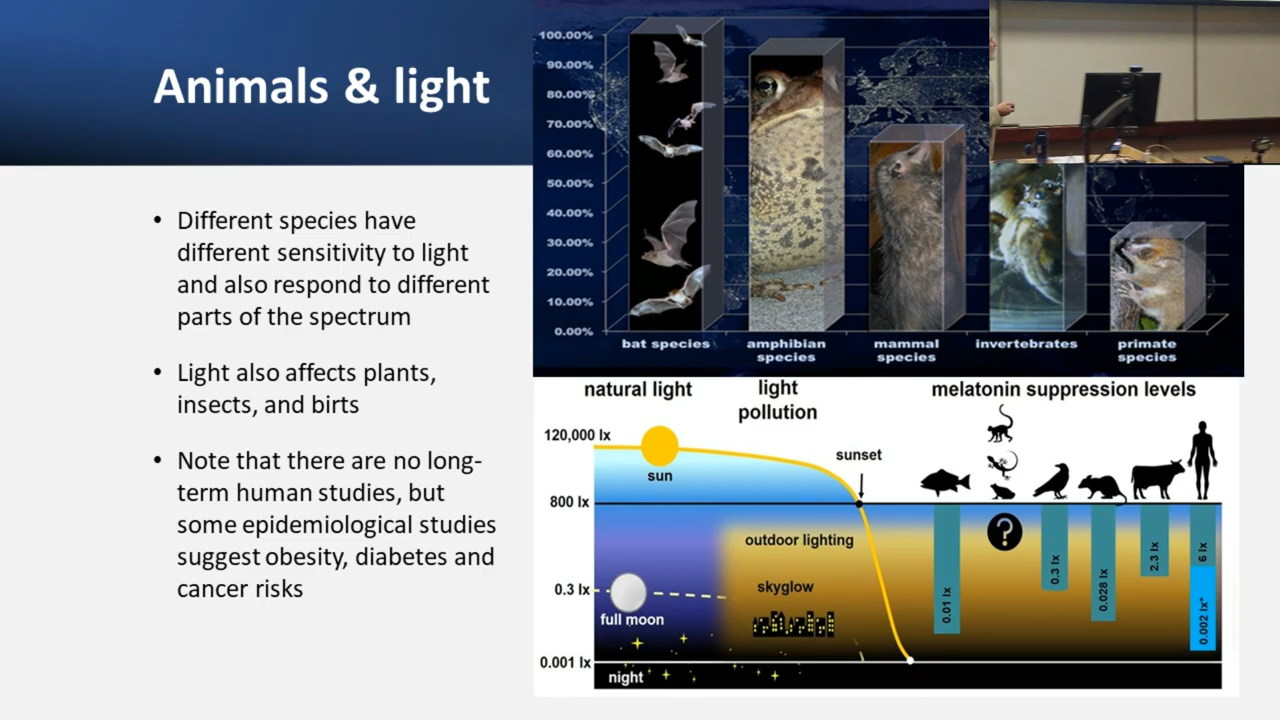 Animals & light
• Different species have
different sensitivity to light
and also respond to different
parts of the spectrum
• Light also affects plants,
insects, and birts
• Note that there are no long-
term human studies, but
some epidemiological studies
suggest obesity, diabetes and
cancer risks
100.00%
90.00%
80.00%
70.00%
60.00%
50.00%
40.00%
30.00%
20.00%
10.00%
0.00%
bat species
amphibian
species
mammal
species
invertebrates
primate
species
natural light
light
pollution
melatonin suppression levels
120,000 lx
sun
sunset
800 lx
outdoor lighting
?
0.3 lx
skyglow
full moon
0.01 lx
0.3 lx
0.028 lx
2.3 lx
6 lx
0.002 lx*
0.001 lx
night